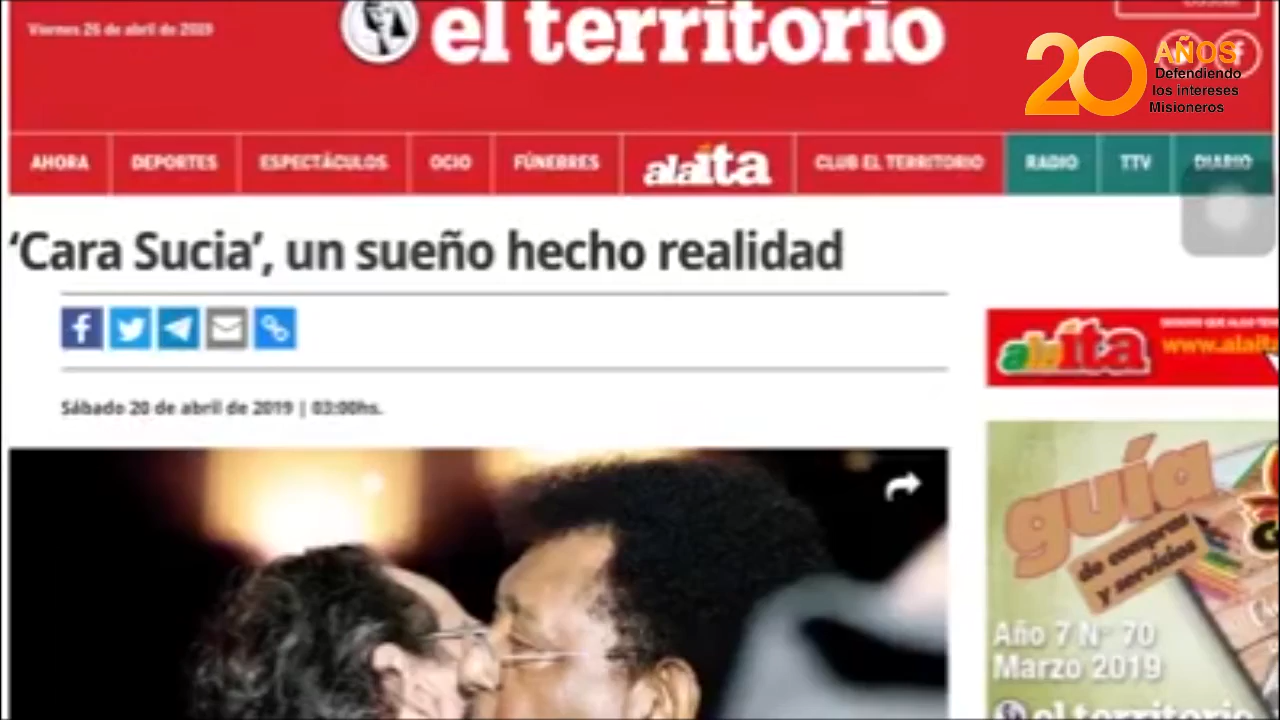 Viernes 26 de abril de 2019
el territorio
20 AÑOS
Defendiendo
los intereses
Misioneros
AHORA
DEPORTES
ESPECTÁCULOS
OCIO
FÚNEBRES
alaita
CLUB EL TERRITORIO
RADIO
TTV
DIARIO
‘Cara Sucia’, un sueño hecho realidad
Sábado 20 de abril de 2019 | 03:00hs.
alaita
guía
de compras
y servicios
Año 7 Nº 70
Marzo 2019
el territorio